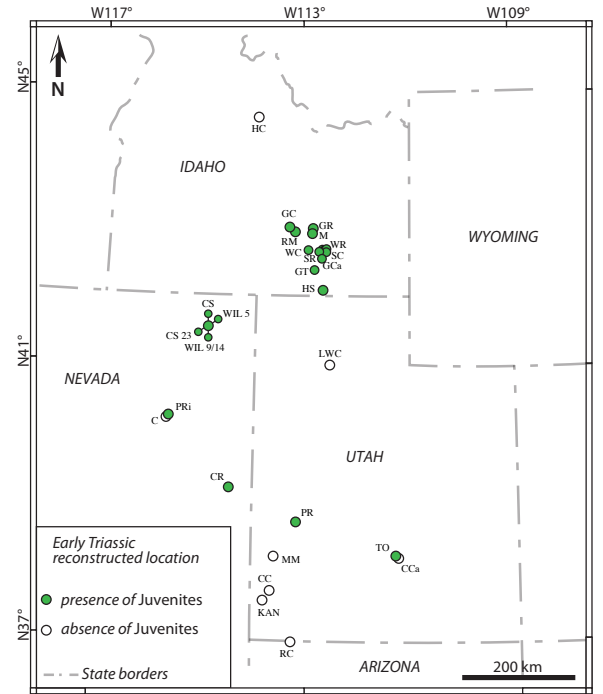 W117° W113° W109°
N45°
N
HC
IDAHO
GC GR
RM M
WYOMING
WC WR
SR SC
GCa
GT
HS
CS
WIL 5
CS 23
WIL 9/14
N41°
LWC
NEVADA
PRi
C
UTAH
CR
PR
Early Triassic
reconstructed location
TO
MM
CCa
CC
presence of Juvenites
KAN
absence of Juvenites
N37°
RC
State borders
ARIZONA
200 km